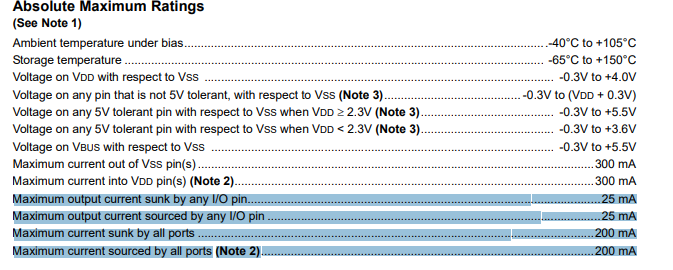 Absolute Maximum Ratings
(See Note 1)
Ambient temperature under bias...............................................................................................................-40°C to +105°C
Storage temperature .............................................................................................................................. -65°C to +150°C
Voltage on VDD with respect to VSS ......................................................................................................... -0.3V to +4.0V
Voltage on any pin that is not 5V tolerant, with respect to VSS (Note 3)......................................... -0.3V to (VDD + 0.3V)
Voltage on any 5V tolerant pin with respect to VSS when VDD ≥ 2.3V (Note 3)........................................ -0.3V to +5.5V
Voltage on any 5V tolerant pin with respect to VSS when VDD < 2.3V (Note 3)........................................ -0.3V to +3.6V
Voltage on VBUS with respect to VSS ....................................................................................................... -0.3V to +5.5V
Maximum current out of VSS pin(s).......................................................................................................................300 mA
Maximum current into VDD pin(s) (Note 2)............................................................................................................300 mA
Maximum output current sunk by any I/O pin..........................................................................................................25 mA
Maximum output current sourced by any I/O pin ....................................................................................................25 mA
Maximum current sunk by all ports .......................................................................................................................200 mA
Maximum current sourced by all ports (Note 2)....................................................................................................200 mA